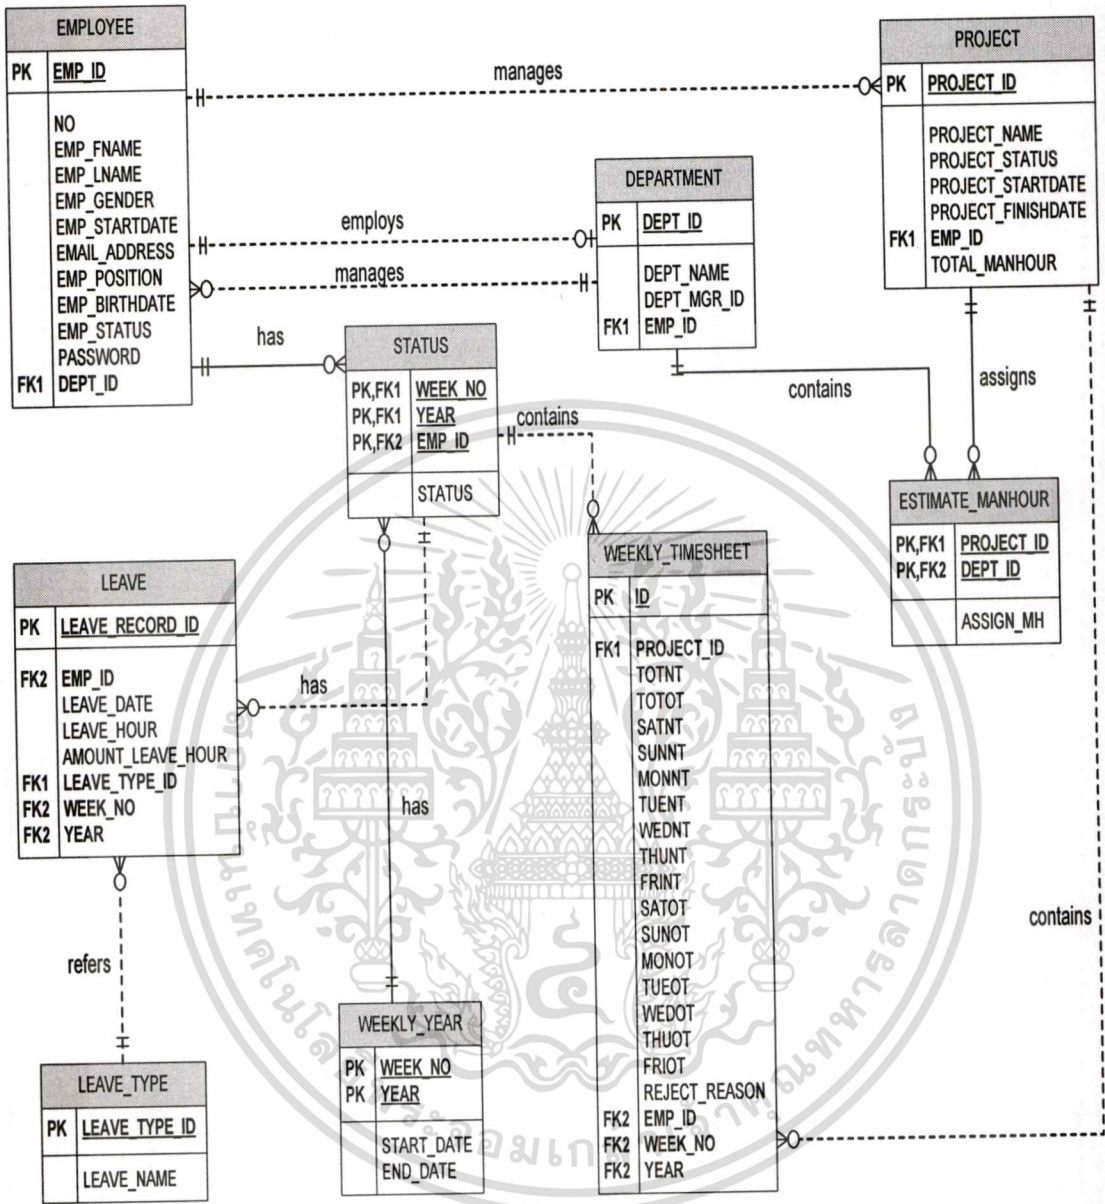 EMPLOYEE
PK EMP_ID
NO
EMP_FNAME
EMP_LNAME
EMP_GENDER
EMP_STARTDATE
EMAIL_ADDRESS
EMP_POSITION
EMP_BIRTHDATE
EMP_STATUS
PASSWORD
FK1 DEPT_ID
manages
PROJECT
PK PROJECT_ID
PROJECT_NAME
PROJECT_STATUS
PROJECT_STARTDATE
PROJECT_FINISHDATE
FK1 EMP_ID
TOTAL_MANHOUR
employs
manages
DEPARTMENT
PK DEPT_ID
DEPT_NAME
DEPT_MGR_ID
FK1 EMP_ID
has
STATUS
PK,FK1 WEEK_NO
PK,FK1 YEAR
PK,FK2 EMP_ID
STATUS
contains
contains
assigns
ESTIMATE_MANHOUR
PK,FK1 PROJECT_ID
PK,FK2 DEPT_ID
ASSIGN_MH
LEAVE
PK LEAVE_RECORD_ID
FK2 EMP_ID
LEAVE_DATE
LEAVE_HOUR
AMOUNT_LEAVE_HOUR
FK1 LEAVE_TYPE_ID
FK2 WEEK_NO
FK2 YEAR
has
has
WEEKLY_TIMESHEET
PK ID
FK1 PROJECT_ID
TOTNT
TOTOT
SATNT
SUNNT
MONNT
TUENT
WEDNT
THUNT
FRINT
SATOT
SUNOT
MONOT
TUEOT
WEDOT
THUOT
FRIOT
REJECT_REASON
FK2 EMP_ID
FK2 WEEK_NO
FK2 YEAR
contains
refers
LEAVE_TYPE
PK LEAVE_TYPE_ID
LEAVE_NAME
WEEKLY_YEAR
PK WEEK_NO
PK YEAR
START_DATE
END_DATE